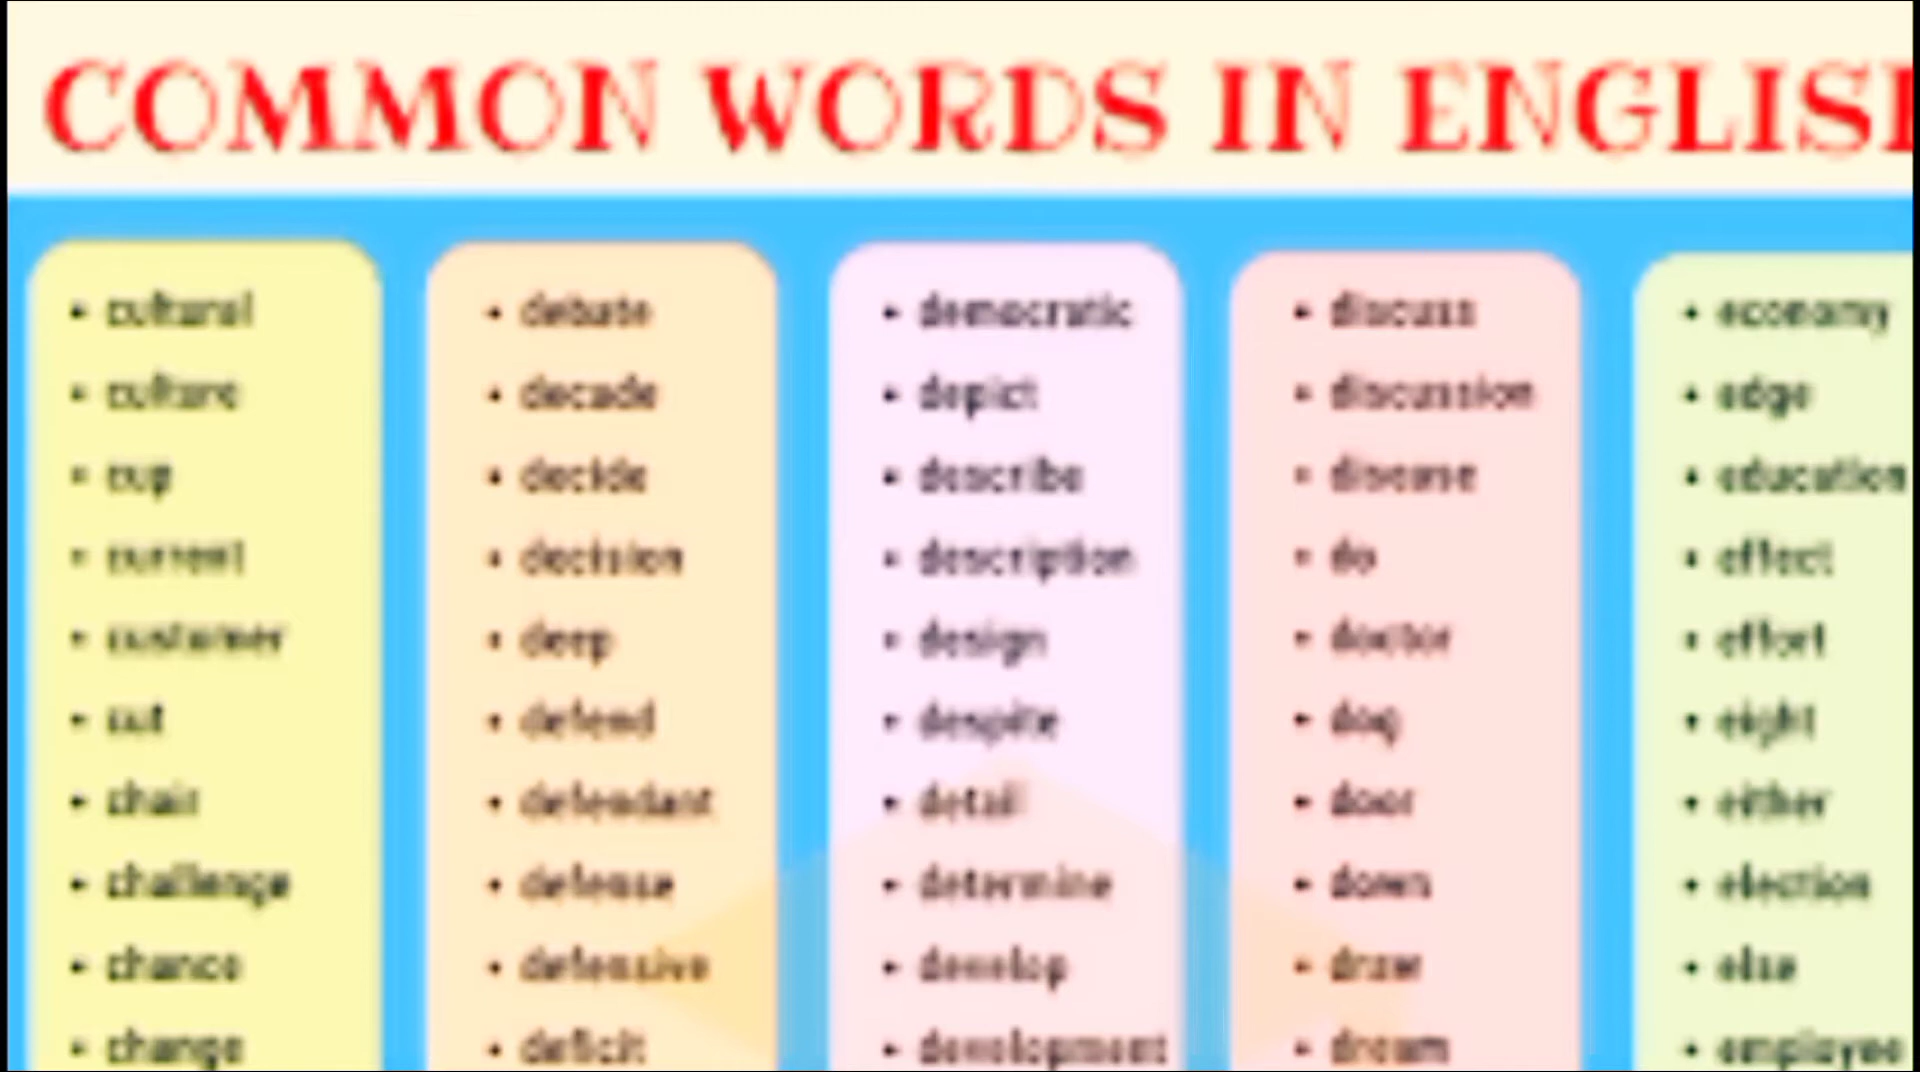 COMMON WORDS IN ENGLISH
• cultural
• culture
• cup
• current
• customer
• cut
• chair
• challenge
• chance
• change
• debate
• decade
• decide
• decision
• deep
• defend
• defendant
• defense
• defensive
• deficit
• democratic
• depict
• describe
• description
• design
• despite
• detail
• determine
• develop
• development
• discuss
• discussion
• disease
• do
• doctor
• dog
• door
• down
• draw
• dream
• economy
• edge
• education
• effect
• effort
• eight
• either
• election
• else
• employee